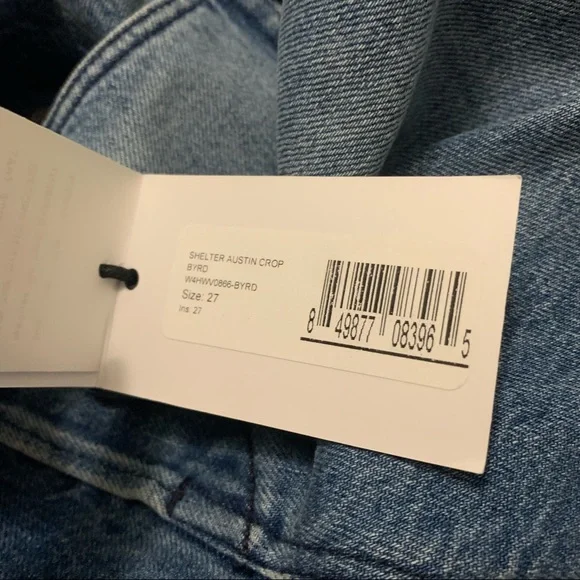 SHELTER AUSTIN CROP
BYRD
W4HWV0866-BYRD
Size: 27
Ins: 27
8 49877 08396 5